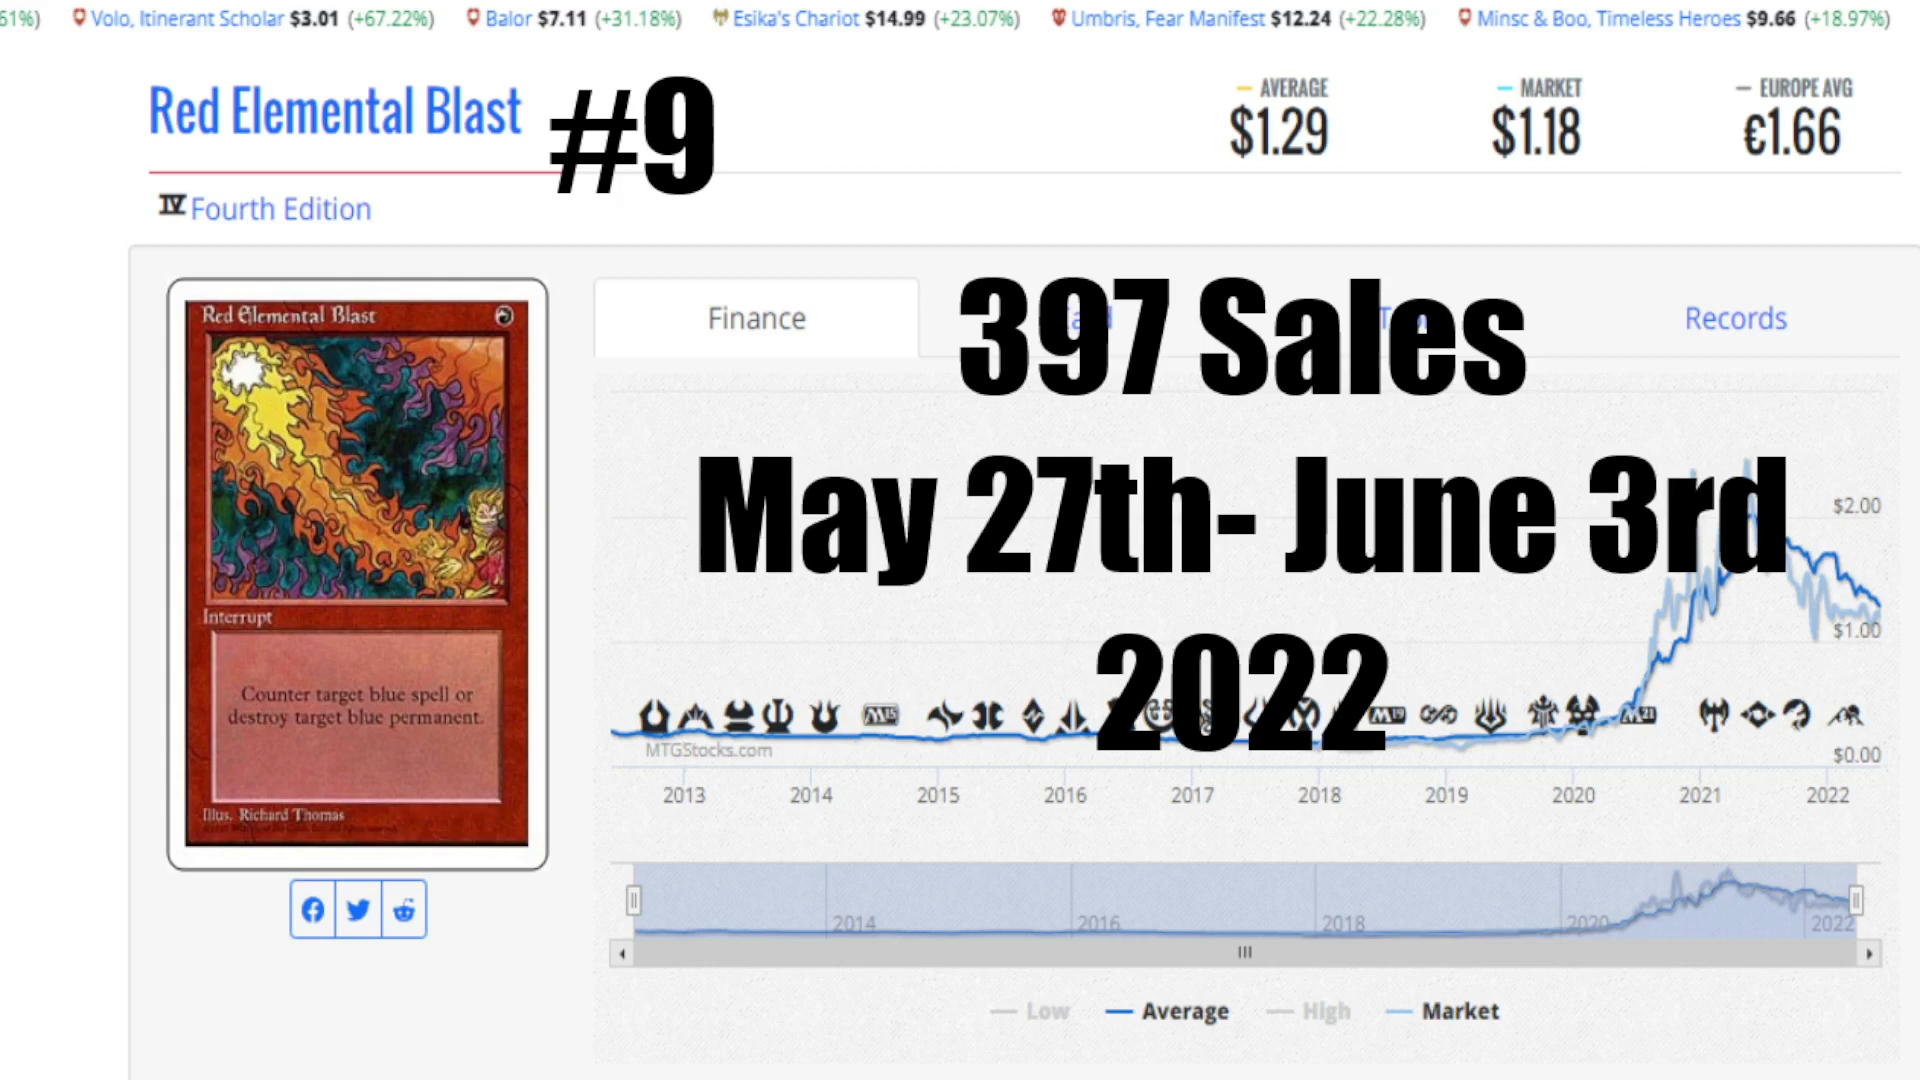 61%) Volo, Itinerant Scholar $3.01 (+67.22%) Balor $7.11 (+31.18%) Esika's Chariot $14.99 (+23.07%) Umbris, Fear Manifest $12.24 (+22.28%) Minsc & Boo, Timeless Heroes $9.66 (+18.97%)
Red Elemental Blast #9
AVERAGE MARKET EUROPE AVG
$1.29 $1.18 €1.66
IV Fourth Edition
Finance Records
397 Sales
May 27th- June 3rd
2022
Red Elemental Blast
Interrupt
Counter target blue spell or
destroy target blue permanent.
Illus. Richard Thomas
$2.00
$1.00
$0.00
M15 M19 M21
MTGStocks.com
2013 2014 2015 2016 2017 2018 2019 2020 2021 2022
2014 2016 2018 2020 2022
Low Average High Market